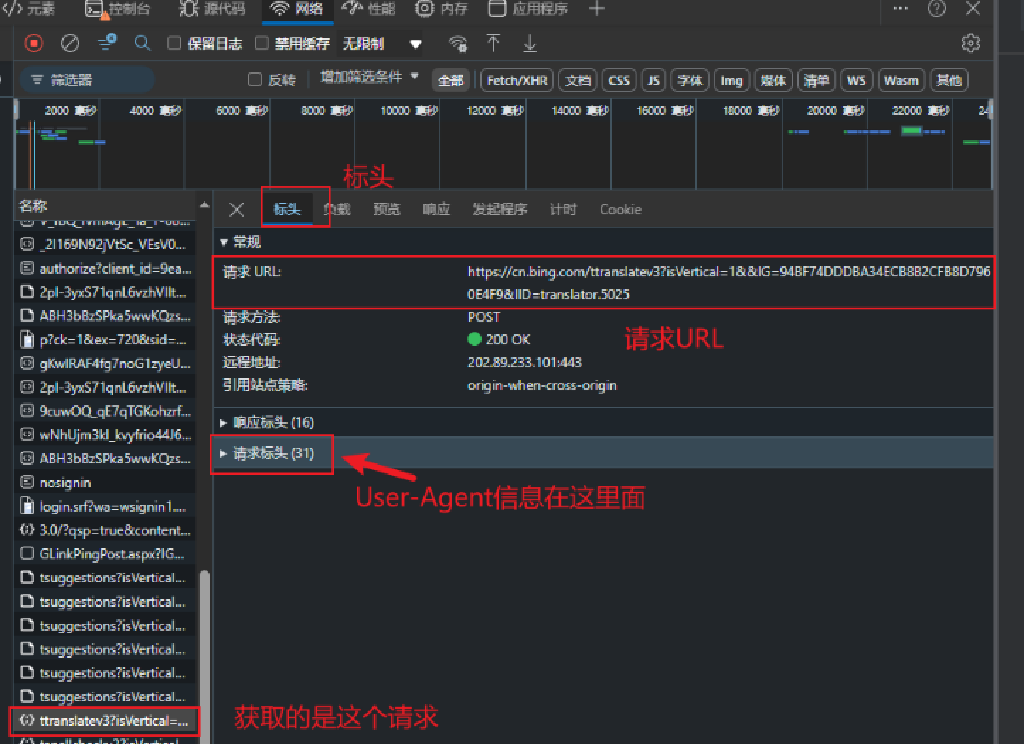 元素 控制台 源代码 网络 性能 内存 应用程序
保留日志 禁用缓存 无限制
筛选器 反转 增加筛选条件 全部 Fetch/XHR 文档 CSS JS 字体 Img 媒体 清单 WS Wasm 其他
2000 毫秒 4000 毫秒 6000 毫秒 8000 毫秒 10000 毫秒 12000 毫秒 14000 毫秒 16000 毫秒 18000 毫秒 20000 毫秒 22000 毫秒
标头
名称
标头 负载 预览 响应 发起程序 计时 Cookie
_2I169N92jVtSc_VEsV0...
authorize?client_id=9ea...
2pI-3yxS71qnL6vzhVIIt...
ABH3bBzSPka5wwKQzs...
p?ck=1&ex=720&sid=...
gKwIRAF4fg7noG1zyeU...
2pI-3yxS71qnL6vzhVIIt...
9cuwOQ_qE7qTGKohzrf...
wNhUjm3kl_kvyfrio44J6...
ABH3bBzSPka5wwKQzs...
nosignin
login.srf?wa=wsignin1....
3.0/?qsp=true&content...
GLinkPingPost.aspx?IG...
tsuggestions?isVertical...
tsuggestions?isVertical...
tsuggestions?isVertical...
tsuggestions?isVertical...
tsuggestions?isVertical...
tsuggestions?isVertical...
ttranslatev3?isVertical=...
常规
请求 URL: https://cn.bing.com/ttranslatev3?isVertical=1&&IG=94BF74DDDBA34ECB8B2CFB8D796
0E4F9&IID=translator.5025
请求方法: POST
状态代码: 200 OK
远程地址: 202.89.233.101:443
引用站点策略: origin-when-cross-origin
请求URL
响应标头 (16)
请求标头 (31)
User-Agent信息在这里面
获取的是这个请求